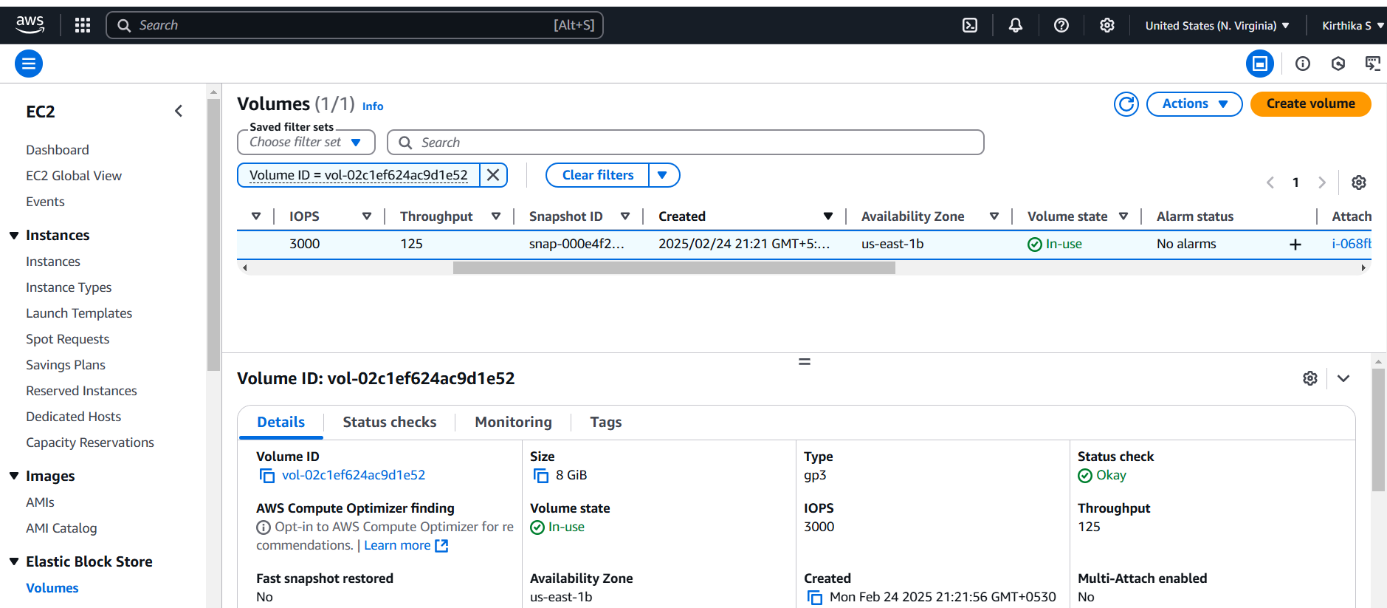 aws Search [Alt+S] United States (N. Virginia) Kirthika S
EC2
Dashboard
EC2 Global View
Events
Instances
Instances
Instance Types
Launch Templates
Spot Requests
Savings Plans
Reserved Instances
Dedicated Hosts
Capacity Reservations
Images
AMIs
AMI Catalog
Elastic Block Store
Volumes
Volumes (1/1) Info
Actions Create volume
Saved filter sets
Choose filter set Search
Volume ID = vol-02c1ef624ac9d1e52 Clear filters
1
IOPS Throughput Snapshot ID Created Availability Zone Volume state Alarm status Attach
3000 125 snap-000e4f2... 2025/02/24 21:21 GMT+5:... us-east-1b In-use No alarms + i-068fb
Volume ID: vol-02c1ef624ac9d1e52
Details Status checks Monitoring Tags
Volume ID Size Type Status check
vol-02c1ef624ac9d1e52 8 GiB gp3 Okay
AWS Compute Optimizer finding Volume state IOPS Throughput
Opt-in to AWS Compute Optimizer for re In-use 3000 125
commendations. | Learn more
Fast snapshot restored Availability Zone Created Multi-Attach enabled
No us-east-1b Mon Feb 24 2025 21:21:56 GMT+0530 No